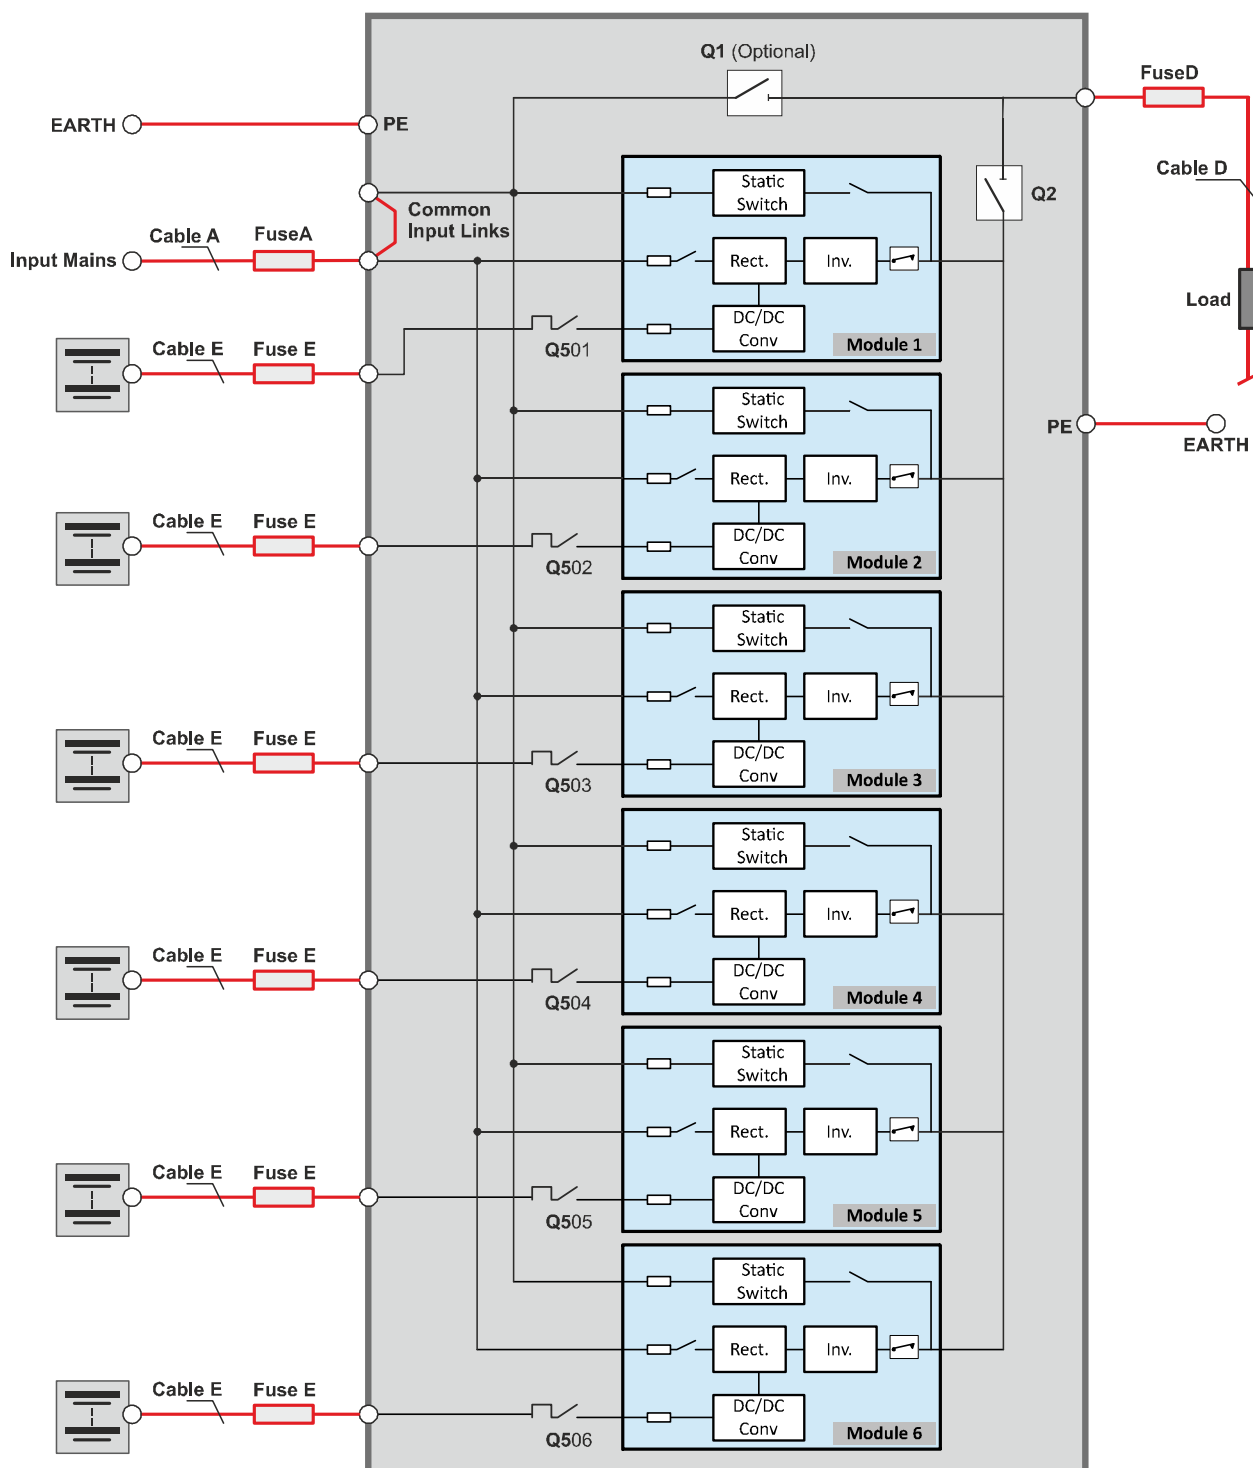 Q1 (Optional)
FuseD
EARTH
PE
Cable D
Static
Switch
Q2
Common
Input Links
Cable A
FuseA
Input Mains
Rect.
Inv.
Load
DC/DC
Conv
Module 1
Q501
Cable E
Fuse E
Static
Switch
PE
EARTH
Rect.
Inv.
Cable E
Fuse E
DC/DC
Conv
Module 2
Q502
Static
Switch
Rect.
Inv.
Cable E
Fuse E
DC/DC
Conv
Module 3
Q503
Static
Switch
Rect.
Inv.
Cable E
Fuse E
DC/DC
Conv
Module 4
Q504
Static
Switch
Rect.
Inv.
Cable E
Fuse E
DC/DC
Conv
Module 5
Q505
Static
Switch
Rect.
Inv.
Cable E
Fuse E
DC/DC
Conv
Module 6
Q506